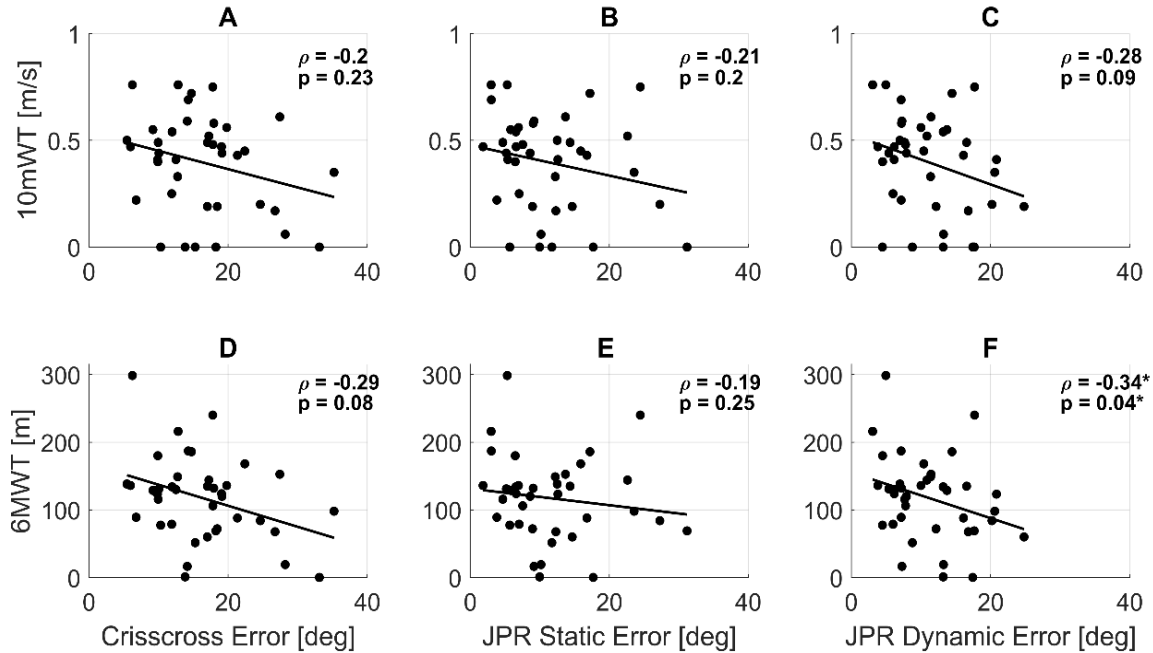 A
B
C
1
ρ = -0.2
p = 0.23
1
ρ = -0.21
p = 0.2
1
ρ = -0.28
p = 0.09
10mWT [m/s]
0.5
0.5
0.5
0
0
0
0
20
40
0
20
40
0
20
40
D
E
F
300
ρ = -0.29
p = 0.08
300
ρ = -0.19
p = 0.25
300
ρ = -0.34*
p = 0.04*
6MWT [m]
200
200
200
100
100
100
0
0
0
0
20
40
0
20
40
0
20
40
Crisscross Error [deg]
JPR Static Error [deg]
JPR Dynamic Error [deg]